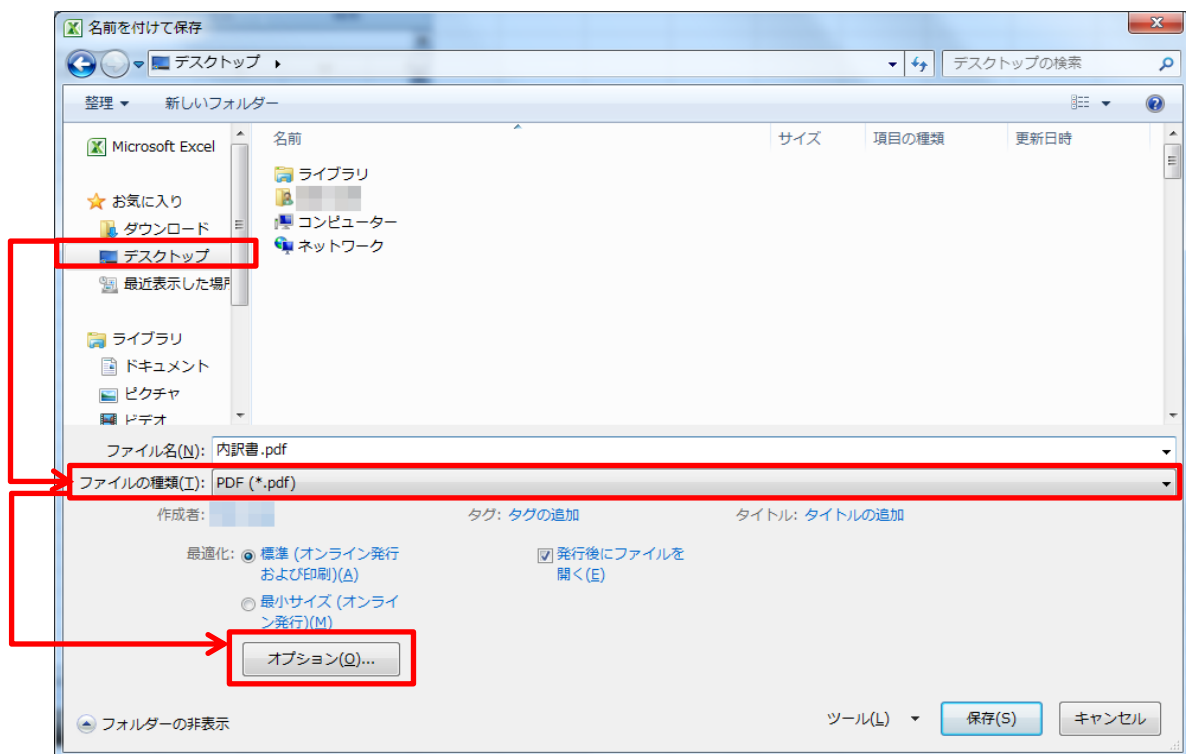 名前を付けて保存
x
デスクトップ
デスクトップの検索
整理
新しいフォルダー
Microsoft Excel
お気に入り
ダウンロード
デスクトップ
最近表示した場所
ライブラリ
ドキュメント
ピクチャ
ビデオ
名前
サイズ
項目の種類
更新日時
ライブラリ
コンピューター
ネットワーク
ファイル名(N): 内訳書.pdf
ファイルの種類(T): PDF (*.pdf)
作成者:
タグ: タグの追加
タイトル: タイトルの追加
最適化:
標準 (オンライン発行
および印刷)(A)
最小サイズ (オンライ
ン発行)(M)
発行後にファイルを
開く(E)
オプション(O)...
フォルダーの非表示
ツール(L)
保存(S)
キャンセル